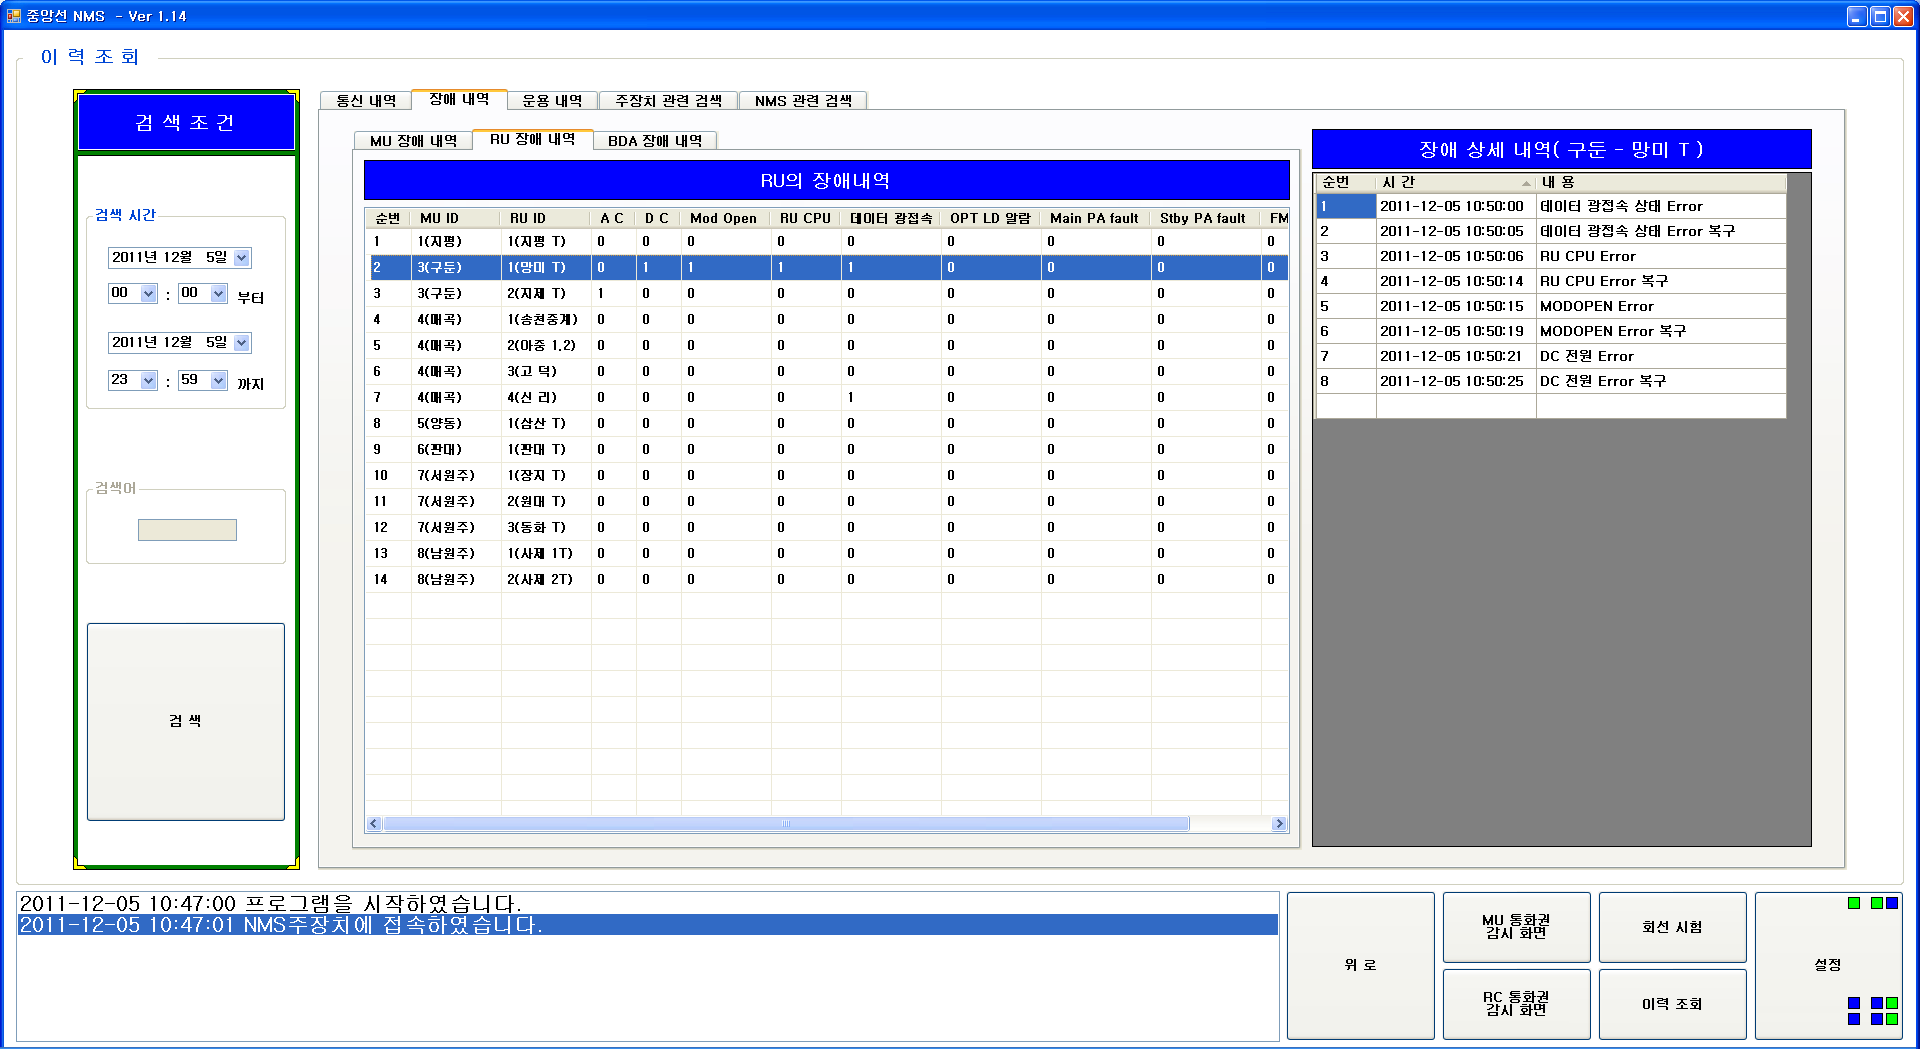 중앙선 NMS - Ver 1.14
이 력 조 회
검 색 조 건
검색 시간
2011년 12월 5일
00 : 00 부터
2011년 12월 5일
23 : 59 까지
검색어
검 색
통신 내역 장애 내역 운용 내역 주장치 관련 검색 NMS 관련 검색
MU 장애 내역 RU 장애 내역 BDA 장애 내역
RU의 장애내역
순번 MU ID RU ID A C D C Mod Open RU CPU 데이터 광접속 OPT LD 알람 Main PA fault Stby PA fault FM
1 1(지평) 1(지평 T) 0 0 0 0 0 0 0 0 0
2 3(구둔) 1(망미 T) 0 1 1 1 1 0 0 0 0
3 3(구둔) 2(지제 T) 1 0 0 0 0 0 0 0 0
4 4(매곡) 1(송현중계) 0 0 0 0 0 0 0 0 0
5 4(매곡) 2(아중 1,2) 0 0 0 0 0 0 0 0 0
6 4(매곡) 3(고 덕) 0 0 0 0 0 0 0 0 0
7 4(매곡) 4(신 리) 0 0 0 0 1 0 0 0 0
8 5(양동) 1(삼산 T) 0 0 0 0 0 0 0 0 0
9 6(판대) 1(판대 T) 0 0 0 0 0 0 0 0 0
10 7(서원주) 1(장지 T) 0 0 0 0 0 0 0 0 0
11 7(서원주) 2(원대 T) 0 0 0 0 0 0 0 0 0
12 7(서원주) 3(동화 T) 0 0 0 0 0 0 0 0 0
13 8(남원주) 1(사제 1T) 0 0 0 0 0 0 0 0 0
14 8(남원주) 2(사제 2T) 0 0 0 0 0 0 0 0 0
장애 상세 내역( 구둔 - 망미 T )
순번 시 간 내 용
1 2011-12-05 10:50:00 데이터 광접속 상태 Error
2 2011-12-05 10:50:05 데이터 광접속 상태 Error 복구
3 2011-12-05 10:50:06 RU CPU Error
4 2011-12-05 10:50:14 RU CPU Error 복구
5 2011-12-05 10:50:15 MODOPEN Error
6 2011-12-05 10:50:19 MODOPEN Error 복구
7 2011-12-05 10:50:21 DC 전원 Error
8 2011-12-05 10:50:25 DC 전원 Error 복구
2011-12-05 10:47:00 프로그램을 시작하였습니다.
2011-12-05 10:47:01 NMS주장치에 접속하였습니다.
위 로
MU 통화권
감시 화면
RC 통화권
감시 화면
회선 시험
이력 조회
설정